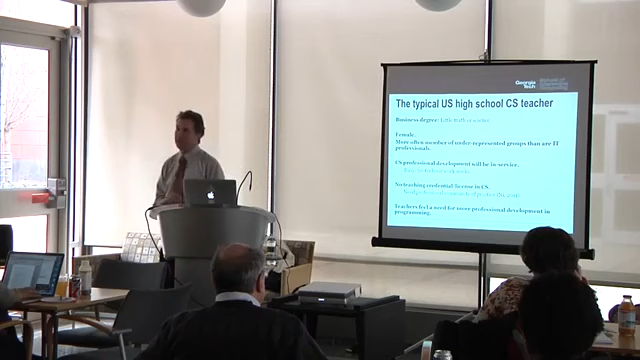 Georgia
Tech
The typical US high school CS teacher
Business degree: Little math or science
Female.
More often member of under-represented groups than are IT
professionals.
CS professional development will be in-service.
No teaching credential/license in CS.
Teachers feel a need for more professional development in
programming.